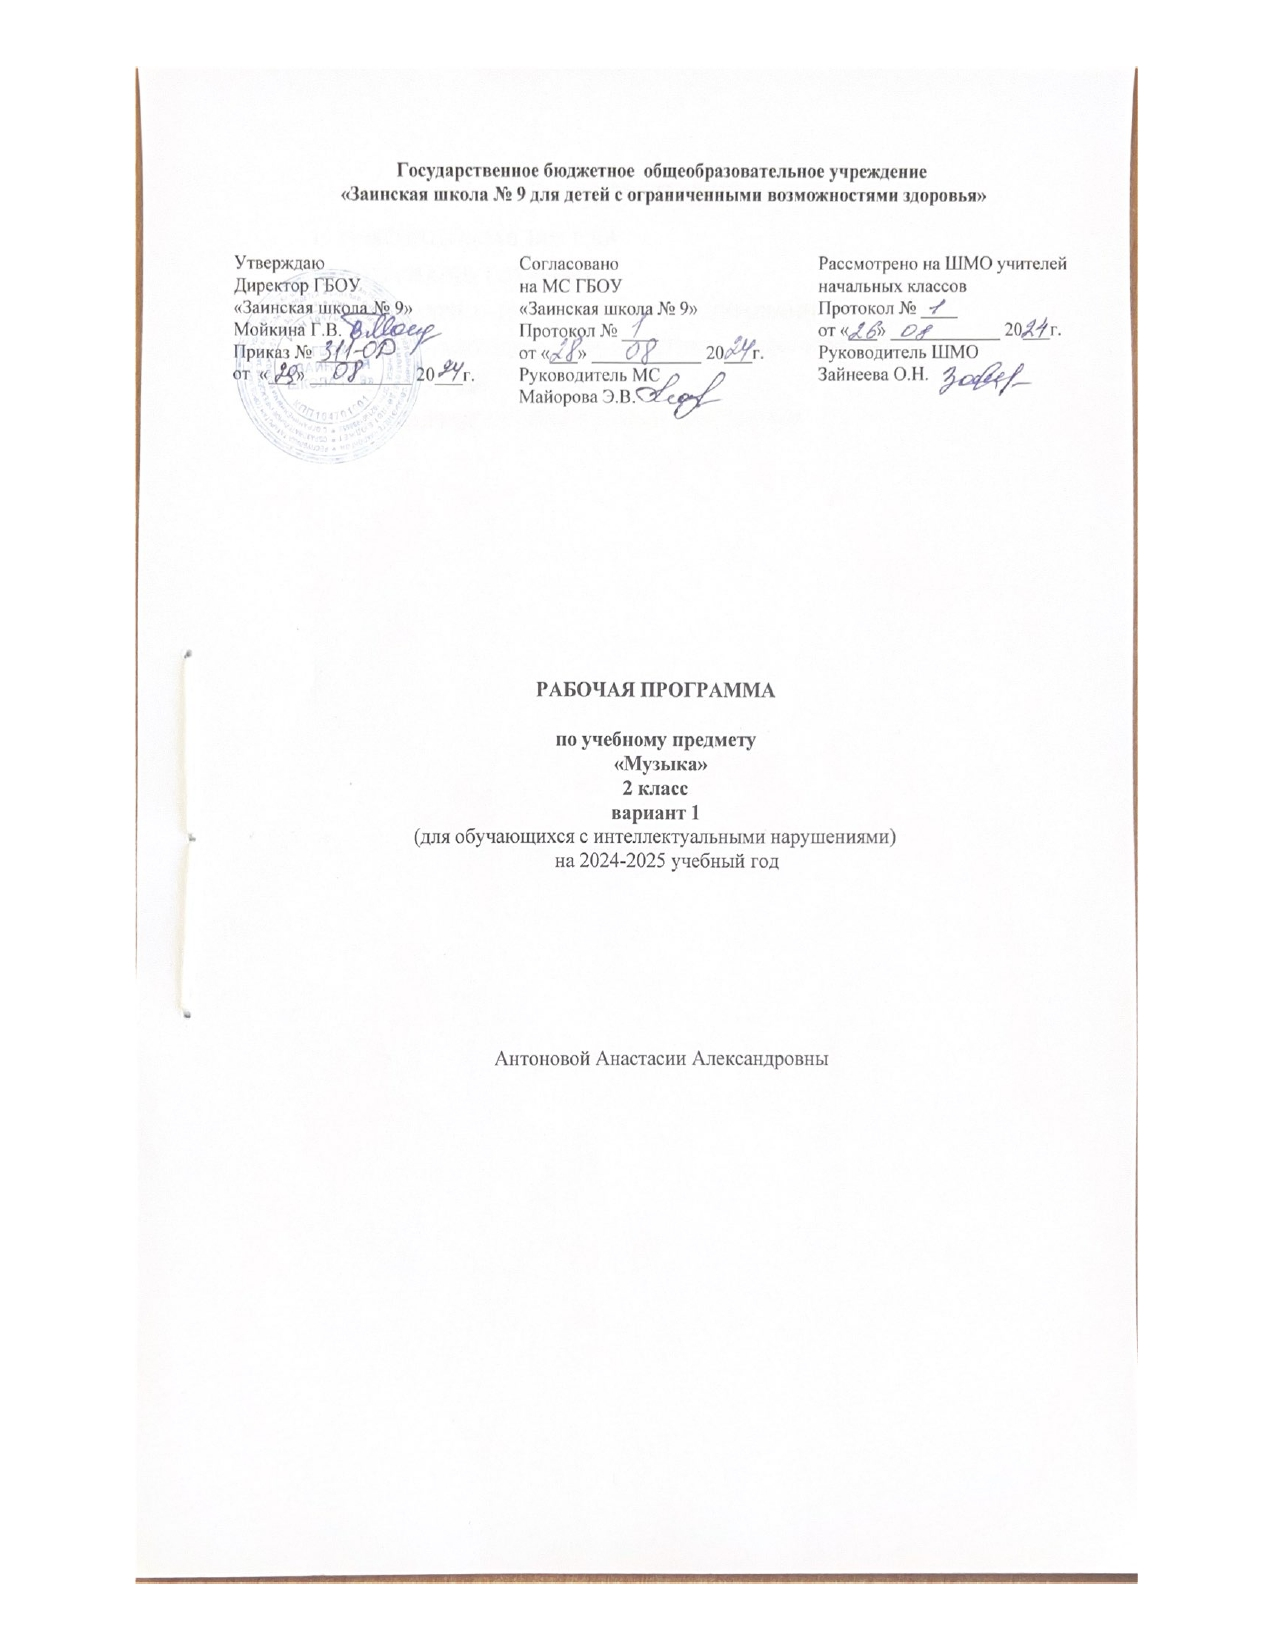 Государственное бюджетное общеобразовательное учреждение
«Заинская школа № 9 для детей с ограниченными возможностями здоровья»
Утверждаю
Директор ГБОУ
«Заинская школа № 9»
Мойкина Г.В.
Приказ № 311-ОД
от «29» 08 2024г.
Согласовано
на МС ГБОУ
«Заинская школа № 9»
Протокол № 1
от «28» 08 2024г.
Руководитель МС
Майорова Э.В.
Рассмотрено на ШМО учителей
начальных классов
Протокол № 1
от «26» 08 2024г.
Руководитель ШМО
Зайнеева О.Н.
РАБОЧАЯ ПРОГРАММА
по учебному предмету
«Музыка»
2 класс
вариант 1
(для обучающихся с интеллектуальными нарушениями)
на 2024-2025 учебный год
Антоновой Анастасии Александровны